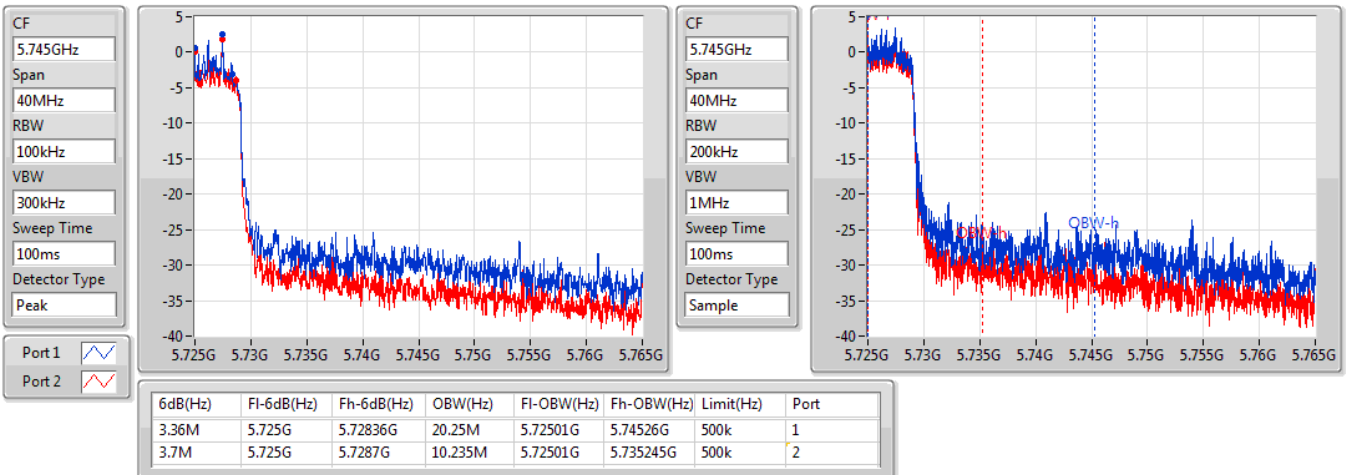 CF
5.745GHz
Span
40MHz
RBW
100kHz
VBW
300kHz
Sweep Time
100ms
Detector Type
Peak
Port 1
Port 2
5-
0-
-5-
-10-
-15-
-20-
-25-
-30-
-35-
-40-
5.725G 5.73G 5.735G 5.74G 5.745G 5.75G 5.755G 5.76G 5.765G
CF
5.745GHz
Span
40MHz
RBW
200kHz
VBW
1MHz
Sweep Time
100ms
Detector Type
Sample
5-
0-
-5-
-10-
-15-
-20-
-25-
-30-
-35-
-40-
OBW-h
OBW-h
5.725G 5.73G 5.735G 5.74G 5.745G 5.75G 5.755G 5.76G 5.765G
6dB(Hz) Fl-6dB(Hz) Fh-6dB(Hz) OBW(Hz) Fl-OBW(Hz) Fh-OBW(Hz) Limit(Hz) Port
3.36M 5.725G 5.72836G 20.25M 5.72501G 5.74526G 500k 1
3.7M 5.725G 5.7287G 10.235M 5.72501G 5.735245G 500k 2